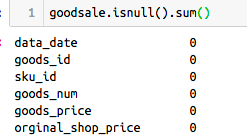 1 goodsale.isnull().sum()
data_date 0
goods_id 0
sku_id 0
goods_num 0
goods_price 0
orginal_shop_price 0